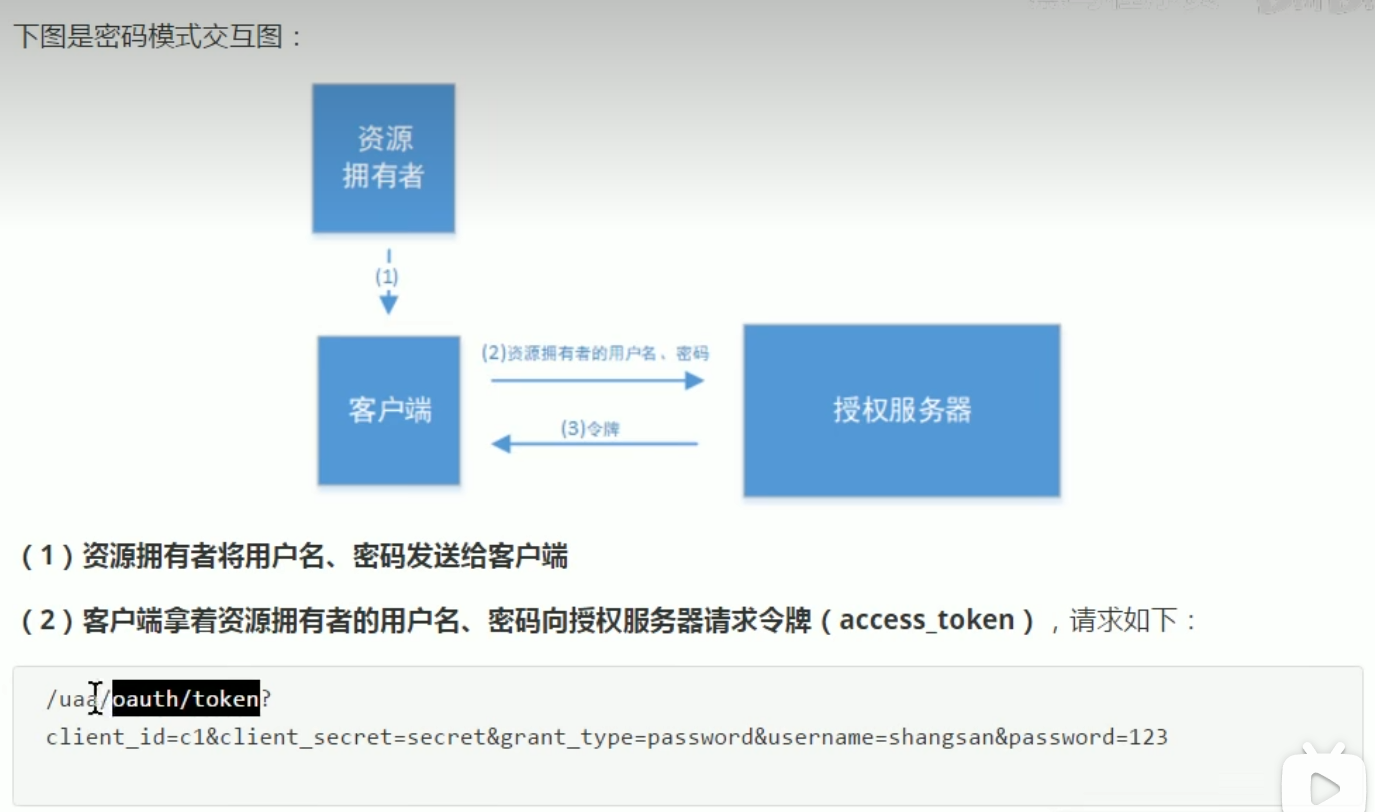 下图是密码模式交互图：
资源
拥有者
(1)
客户端
(2)资源拥有者的用户名、密码
(3)令牌
授权服务器
（1）资源拥有者将用户名、密码发送给客户端
（2）客户端拿着资源拥有者的用户名、密码向授权服务器请求令牌（access_token），请求如下：
/uaa/oauth/token?
client_id=c1&client_secret=secret&grant_type=password&username=shangsan&password=123